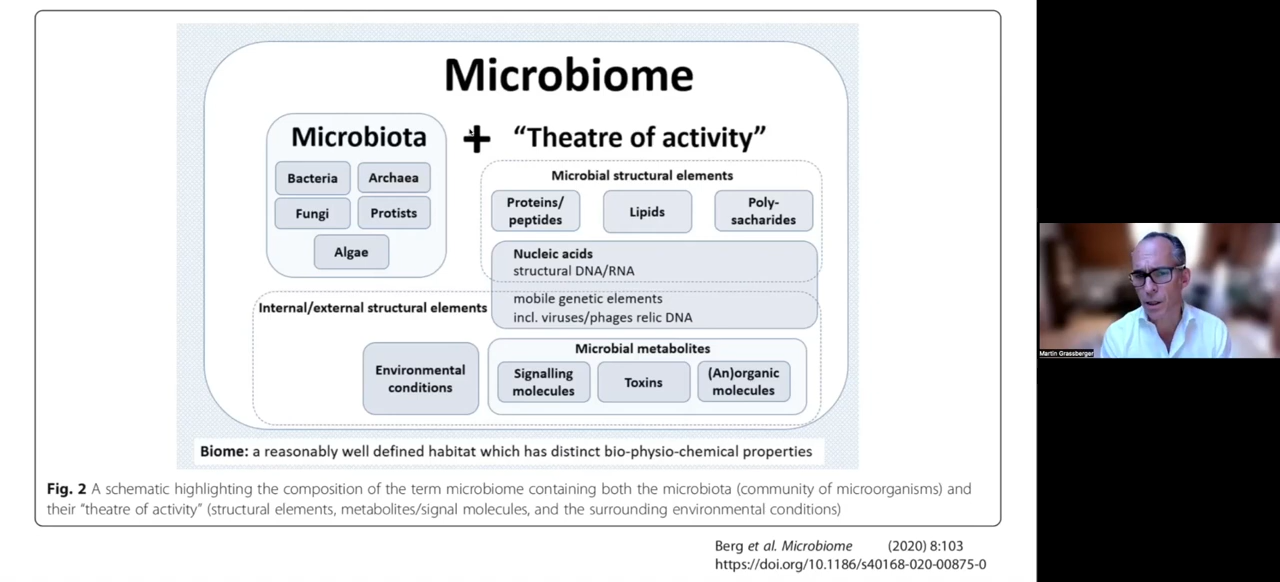 Microbiome
Microbiota + “Theatre of activity”
Bacteria
Archaea
Fungi
Protists
Algae
Microbial structural elements
Proteins/
peptides
Lipids
Poly-
sacharides
Nucleic acids
structural DNA/RNA
mobile genetic elements
incl. viruses/phages relic DNA
Internal/external structural elements
Environmental
conditions
Microbial metabolites
Signalling
molecules
Toxins
(An)organic
molecules
Biome: a reasonably well defined habitat which has distinct bio-physio-chemical properties
Fig. 2 A schematic highlighting the composition of the term microbiome containing both the microbiota (community of microorganisms) and
their “theatre of activity” (structural elements, metabolites/signal molecules, and the surrounding environmental conditions)
Berg et al. Microbiome (2020) 8:103
https://doi.org/10.1186/s40168-020-00875-0
Martin Grassberger